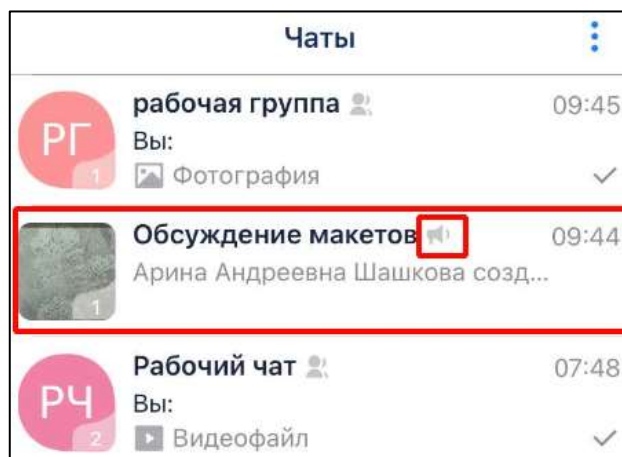 Чаты
рабочая группа 09:45
РГ
Вы:
1
Фотография
Обсуждение макетов 09:44
Арина Андреевна Шашкова созд...
1
Рабочий чат 07:48
РЧ
Вы:
2
Видеофайл